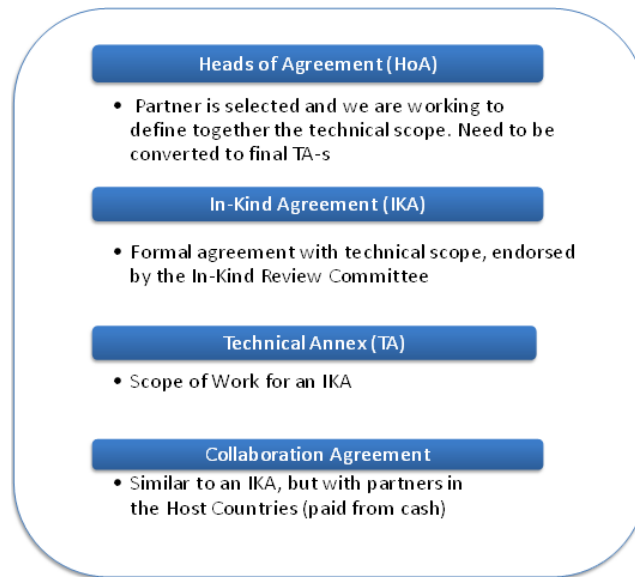 Heads of Agreement (HoA)
• Partner is selected and we are working to
define together the technical scope. Need to be
converted to final TA-s
In-Kind Agreement (IKA)
• Formal agreement with technical scope, endorsed
by the In-Kind Review Committee
Technical Annex (TA)
• Scope of Work for an IKA
Collaboration Agreement
• Similar to an IKA, but with partners in
the Host Countries (paid from cash)